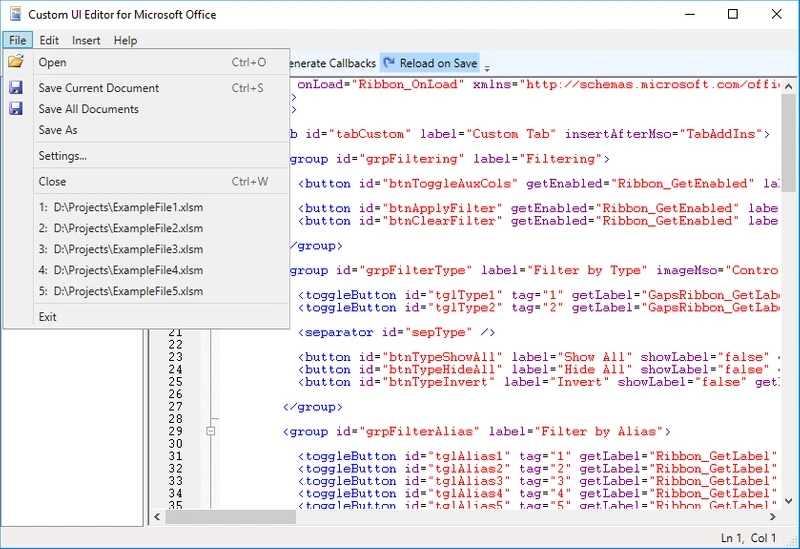 Custom UI Editor for Microsoft Office
File Edit Insert Help
Open Ctrl+O
Save Current Document Ctrl+S
Save All Documents
Save As
Settings...
Close Ctrl+W
1: D:\Projects\ExampleFile1.xlsm
2: D:\Projects\ExampleFile2.xlsm
3: D:\Projects\ExampleFile3.xlsm
4: D:\Projects\ExampleFile4.xlsm
5: D:\Projects\ExampleFile5.xlsm
Exit
enerate Callbacks Reload on Save
onLoad="Ribbon_OnLoad" xmlns="http://schemas.microsoft.com/offic
>
>
b id="tabCustom" label="Custom Tab" insertAfterMso="TabAddIns">
group id="grpFiltering" label="Filtering">
<button id="btnToggleAuxCols" getEnabled="Ribbon_GetEnabled" lab
<button id="btnApplyFilter" getEnabled="Ribbon_GetEnabled" label
<button id="btnClearFilter" getEnabled="Ribbon_GetEnabled" label
/group>
group id="grpFilterType" label="Filter by Type" imageMso="Contro
<toggleButton id="tglType1" tag="1" getLabel="GapsRibbon_GetLabe
<toggleButton id="tglType2" tag="2" getLabel="GapsRibbon_GetLabe
21 <separator id="sepType" />
22
23 <button id="btnTypeShowAll" label="Show All" showLabel="false"
24 <button id="btnTypeHideAll" label="Hide All" showLabel="false"
25 <button id="btnTypeInvert" label="Invert" showLabel="false" getI
26
27 </group>
28
29 <group id="grpFilterAlias" label="Filter by Alias">
30
31 <toggleButton id="tglAlias1" tag="1" getLabel="Ribbon_GetLabel"
32 <toggleButton id="tglAlias2" tag="2" getLabel="Ribbon_GetLabel"
33 <toggleButton id="tglAlias3" tag="3" getLabel="Ribbon_GetLabel"
34 <toggleButton id="tglAlias4" tag="4" getLabel="Ribbon_GetLabel"
35 <toggleButton id="tglAlias5" tag="5" getLabel="Ribbon_GetLabel"
Ln 1, Col 1